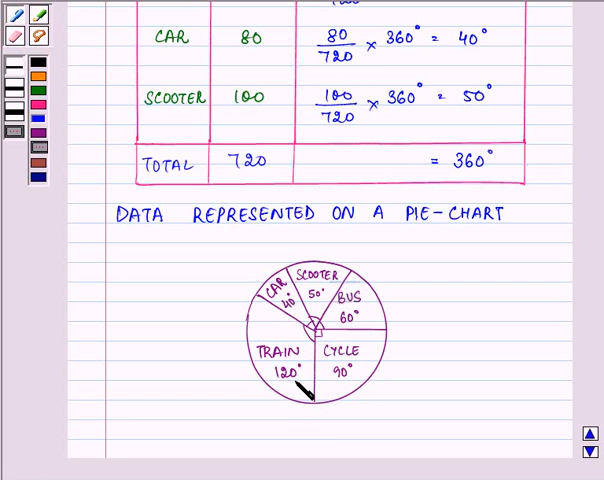 CAR 80 80/720 × 360° = 40°
SCOOTER 100 100/720 × 360° = 50°
TOTAL 720 = 360°
DATA REPRESENTED ON A PIE-CHART
SCOOTER
50°
CAR
40°
BUS
60°
TRAIN
120°
CYCLE
90°